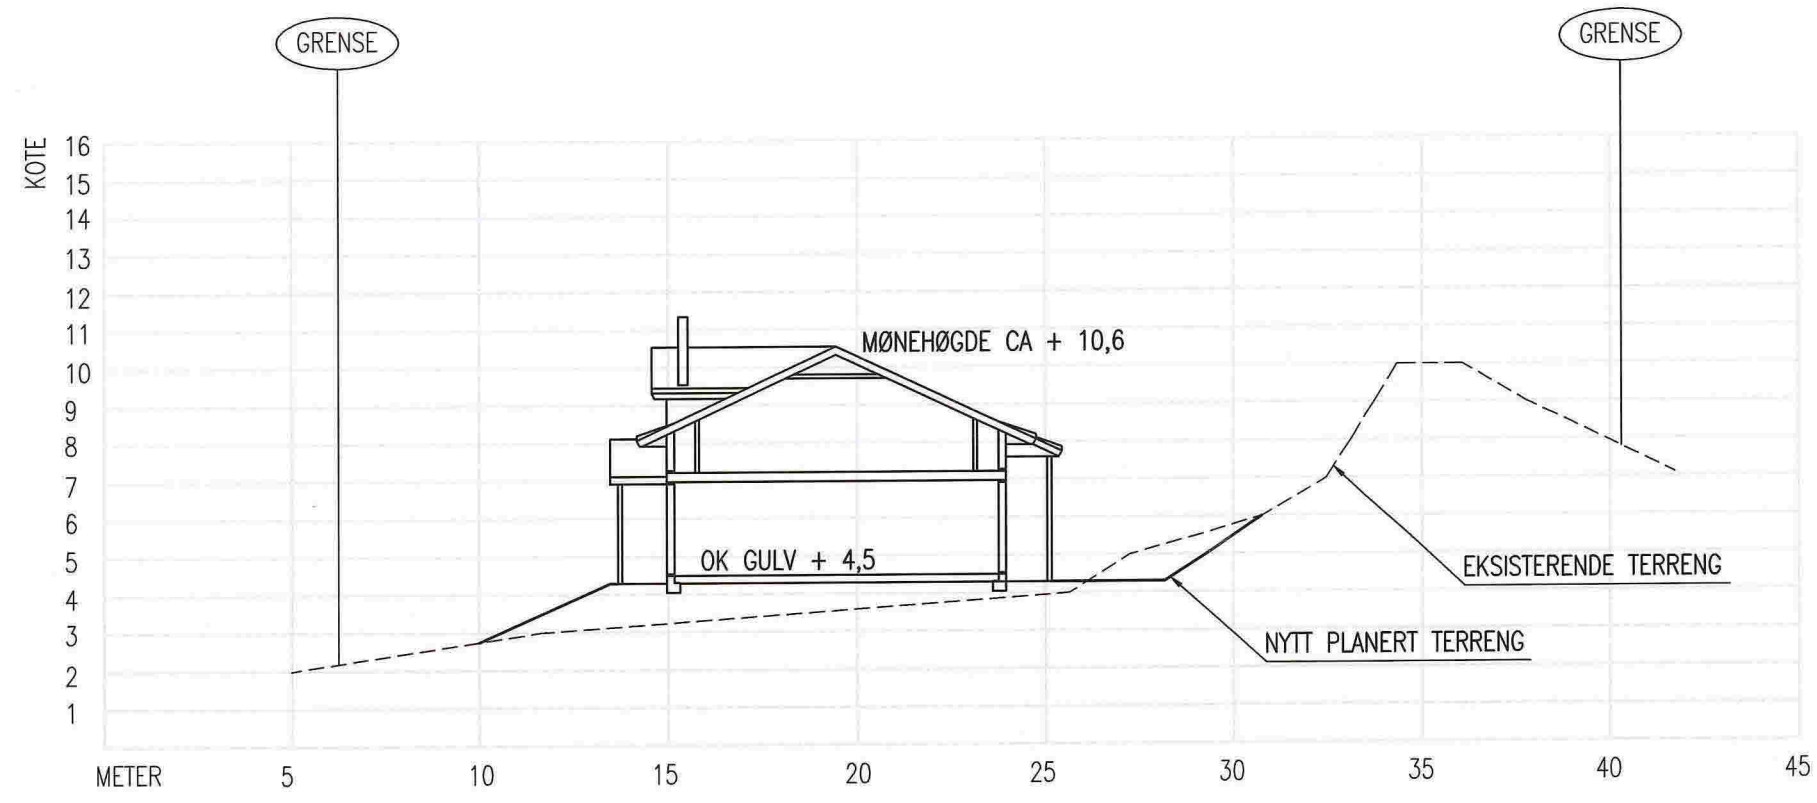 GRENSE
GRENSE
KOTE
16
15
14
13
12
11
10
9
8
7
6
5
4
3
2
1
MØNEHØGDE CA + 10,6
OK GULV + 4,5
EKSISTERENDE TERRENG
NYTT PLANERT TERRENG
METER 5 10 15 20 25 30 35 40 45